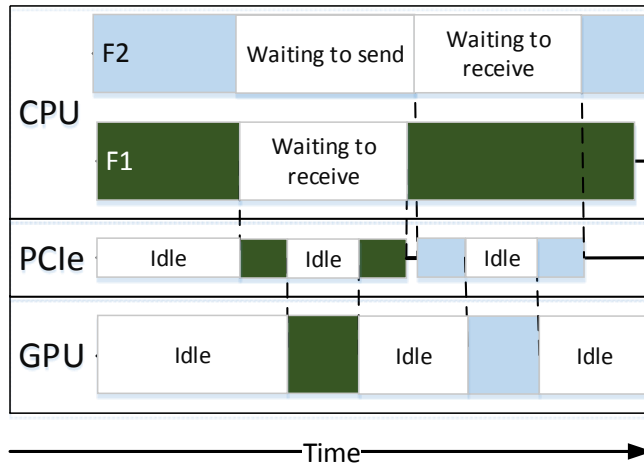 CPU
F2
Waiting to send
Waiting to
receive
F1
Waiting to
receive
PCIe
Idle
Idle
Idle
GPU
Idle
Idle
Idle
Time